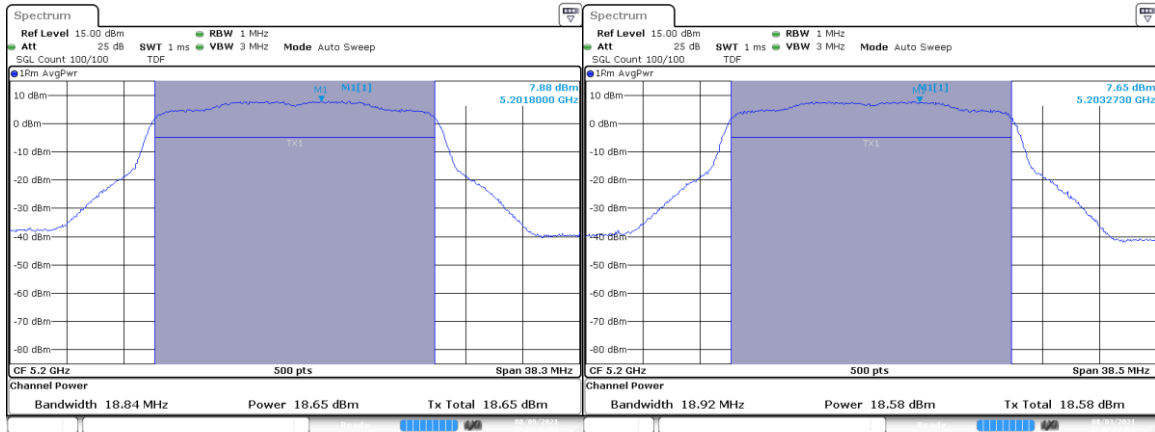 Spectrum
Ref Level 15.00 dBm RBW 1 MHz
Att 25 dB SWT 1 ms VBW 3 MHz Mode Auto Sweep
SGL Count 100/100 TDF
1Rm AvgPwr
M1[1] 7.88 dBm
5.2018000 GHz
M1
10 dBm
0 dBm
TX1
-10 dBm
-20 dBm
-30 dBm
-40 dBm
-50 dBm
-60 dBm
-70 dBm
-80 dBm
CF 5.2 GHz 500 pts Span 38.3 MHz
Channel Power
Bandwidth 18.84 MHz Power 18.65 dBm Tx Total 18.65 dBm
Spectrum
Ref Level 15.00 dBm RBW 1 MHz
Att 25 dB SWT 1 ms VBW 3 MHz Mode Auto Sweep
SGL Count 100/100 TDF
1Rm AvgPwr
M1[1] 7.65 dBm
5.2032730 GHz
10 dBm
0 dBm
TX1
-10 dBm
-20 dBm
-30 dBm
-40 dBm
-50 dBm
-60 dBm
-70 dBm
-80 dBm
CF 5.2 GHz 500 pts Span 38.5 MHz
Channel Power
Bandwidth 18.92 MHz Power 18.58 dBm Tx Total 18.58 dBm